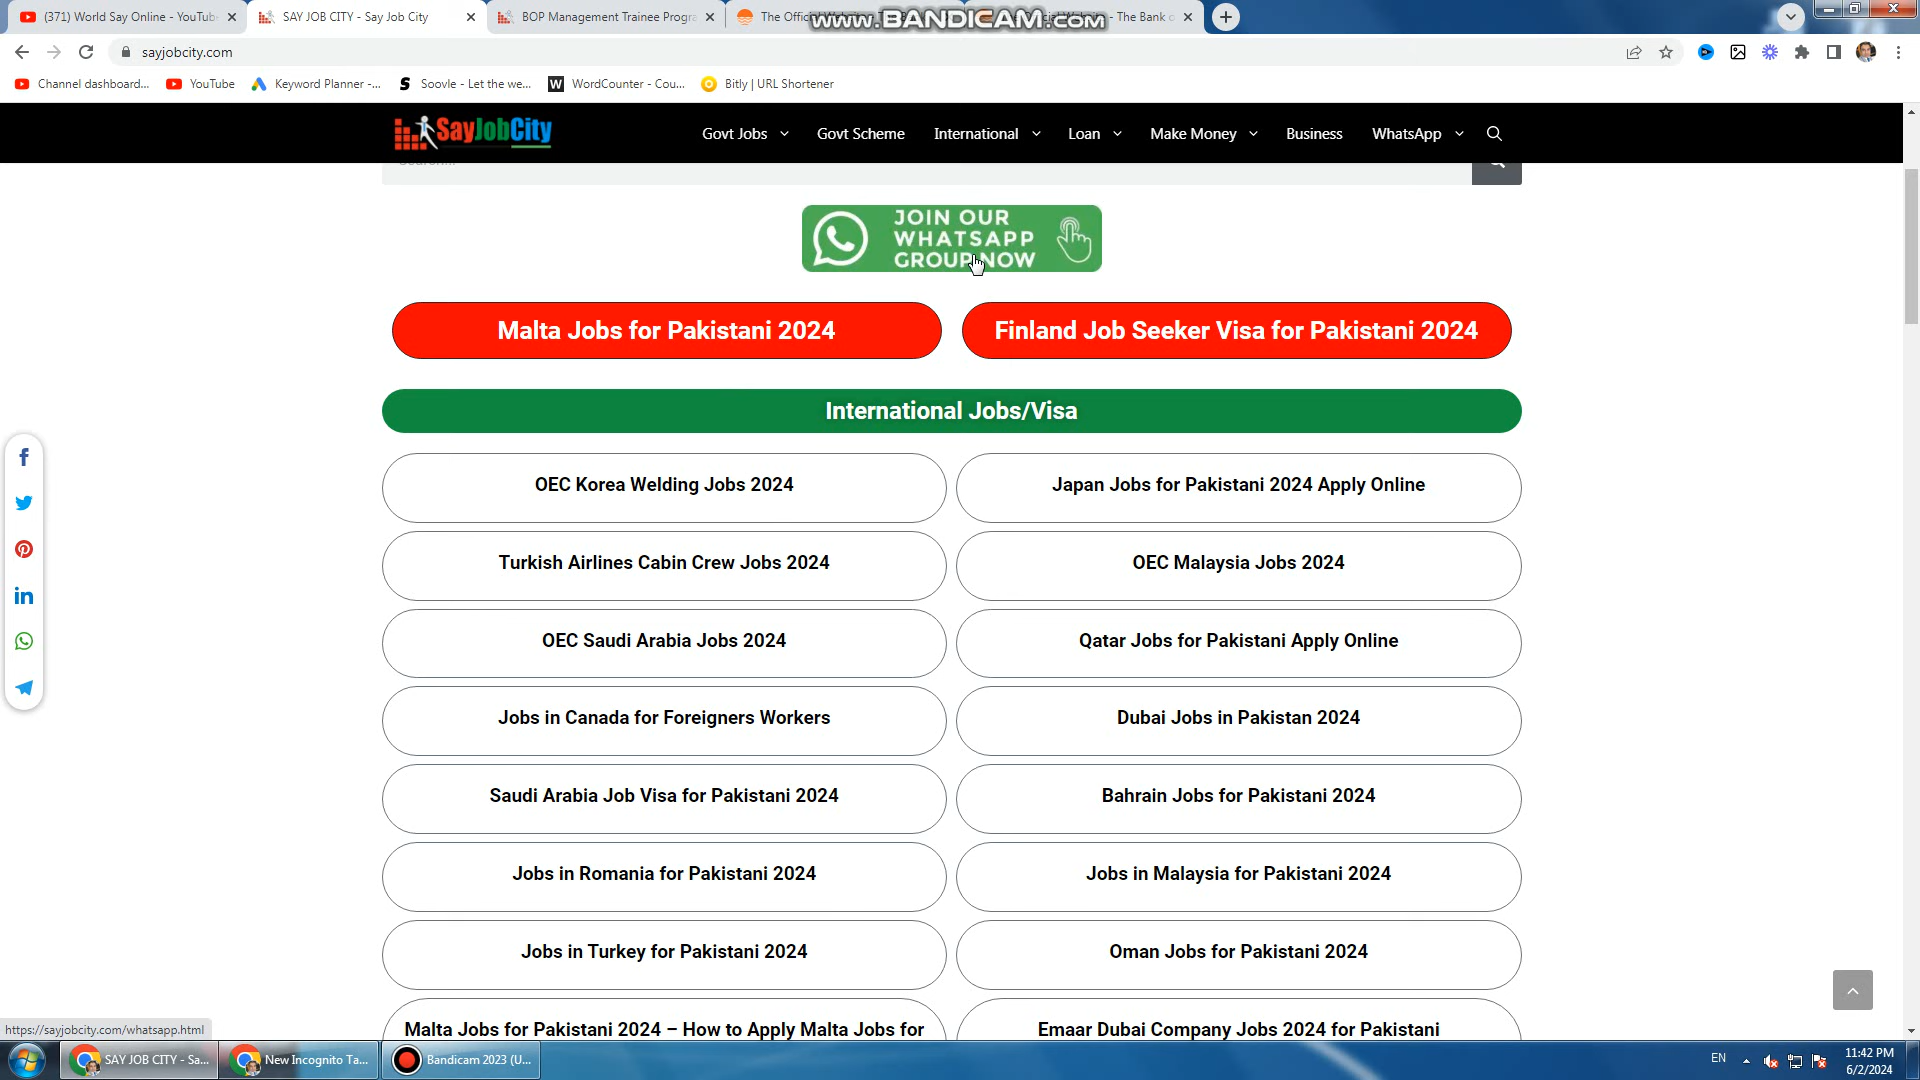 (371) World Say Online - YouTub
SAY JOB CITY - Say Job City
BOP Management Trainee Progra
The Offici
The Bank o
www.BANDICAM.com
sayjobcity.com
Channel dashboard...
YouTube
Keyword Planner -...
Soovle - Let the we...
WordCounter - Cou...
Bitly | URL Shortener
SayJobCity
Govt Jobs
Govt Scheme
International
Loan
Make Money
Business
WhatsApp
JOIN OUR
WHATSAPP
GROUP NOW
Malta Jobs for Pakistani 2024
Finland Job Seeker Visa for Pakistani 2024
International Jobs/Visa
OEC Korea Welding Jobs 2024
Japan Jobs for Pakistani 2024 Apply Online
Turkish Airlines Cabin Crew Jobs 2024
OEC Malaysia Jobs 2024
OEC Saudi Arabia Jobs 2024
Qatar Jobs for Pakistani Apply Online
Jobs in Canada for Foreigners Workers
Dubai Jobs in Pakistan 2024
Saudi Arabia Job Visa for Pakistani 2024
Bahrain Jobs for Pakistani 2024
Jobs in Romania for Pakistani 2024
Jobs in Malaysia for Pakistani 2024
Jobs in Turkey for Pakistani 2024
Oman Jobs for Pakistani 2024
Malta Jobs for Pakistani 2024 – How to Apply Malta Jobs for
Emaar Dubai Company Jobs 2024 for Pakistani
https://sayjobcity.com/whatsapp.html
SAY JOB CITY - Sa...
New Incognito Ta...
Bandicam 2023 (U...
EN
11:42 PM
6/2/2024